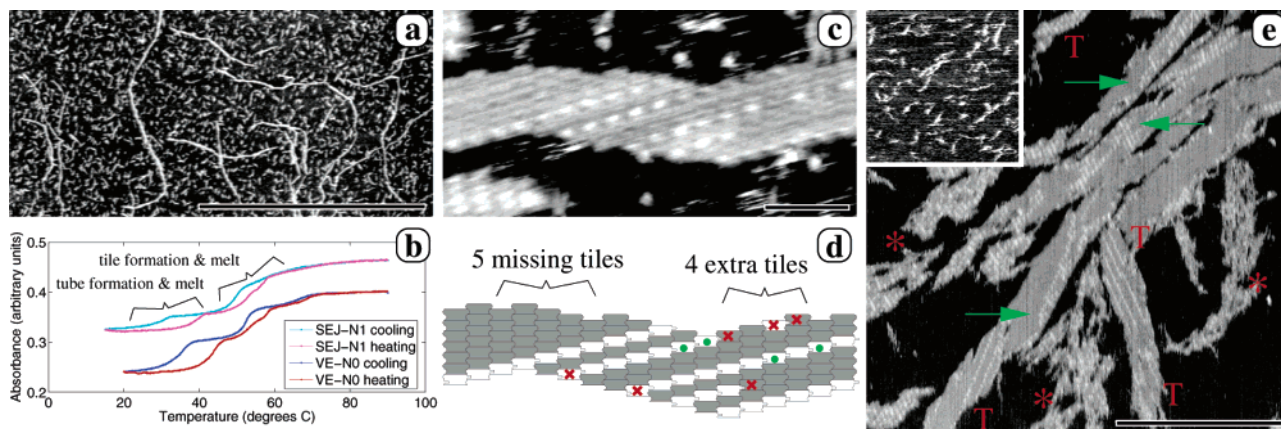 a
b
Absorbance (arbitrary units)
0.5
0.4
0.3
0.2
tile formation & melt
tube formation & melt
SEJ-N1 cooling
SEJ-N1 heating
VE-N0 cooling
VE-N0 heating
0 20 40 60 80 100
Temperature (degrees C)
c
d
5 missing tiles
4 extra tiles
e
T
T
T
T
*
*
*